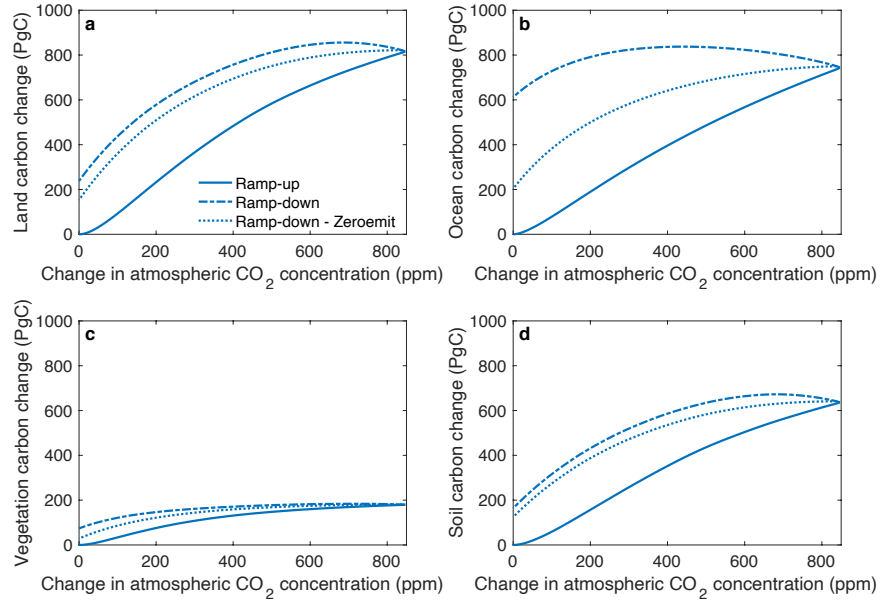 a
Land carbon change (PgC)
1000
800
600
400
200
0
Ramp-up
Ramp-down
Ramp-down - Zeroemit
0 200 400 600 800
Change in atmospheric CO2 concentration (ppm)
b
Ocean carbon change (PgC)
1000
800
600
400
200
0
0 200 400 600 800
Change in atmospheric CO2 concentration (ppm)
c
Vegetation carbon change (PgC)
1000
800
600
400
200
0
0 200 400 600 800
Change in atmospheric CO2 concentration (ppm)
d
Soil carbon change (PgC)
1000
800
600
400
200
0
0 200 400 600 800
Change in atmospheric CO2 concentration (ppm)